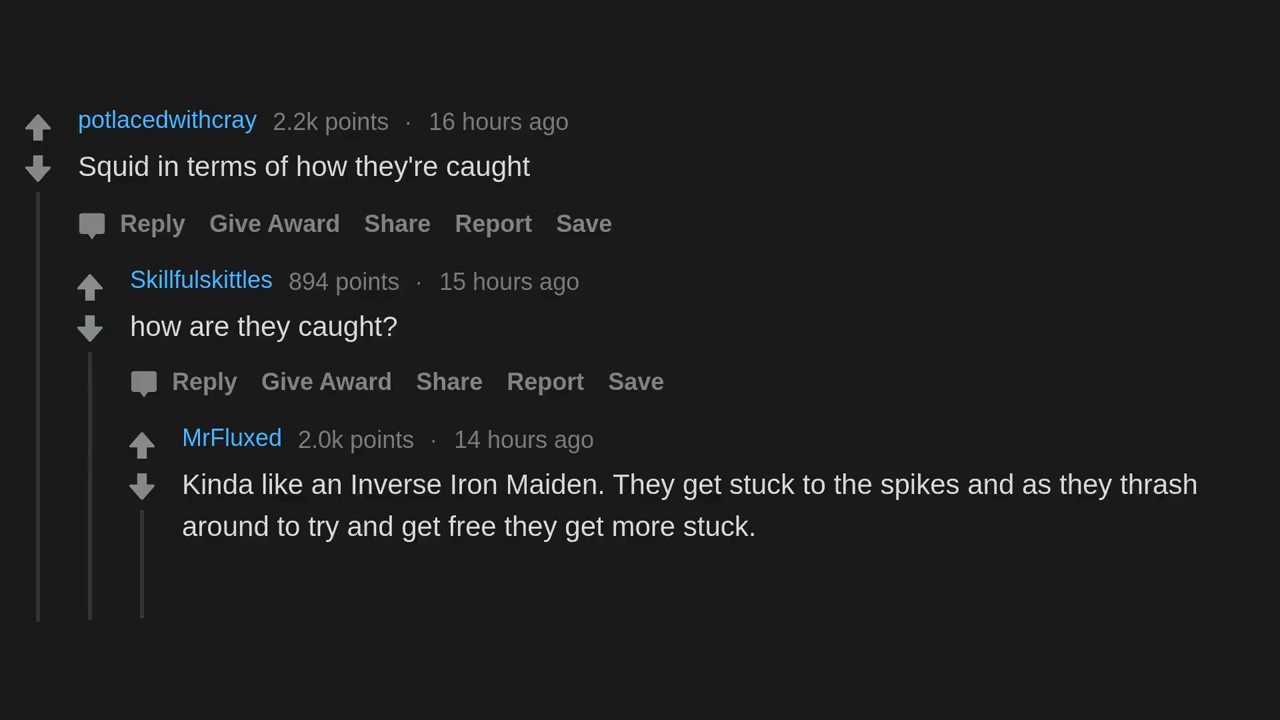 potlacedwithcray 2.2k points · 16 hours ago
Squid in terms of how they're caught
Reply Give Award Share Report Save
Skillfulskittles 894 points · 15 hours ago
how are they caught?
Reply Give Award Share Report Save
MrFluxed 2.0k points · 14 hours ago
Kinda like an Inverse Iron Maiden. They get stuck to the spikes and as they thrash
around to try and get free they get more stuck.